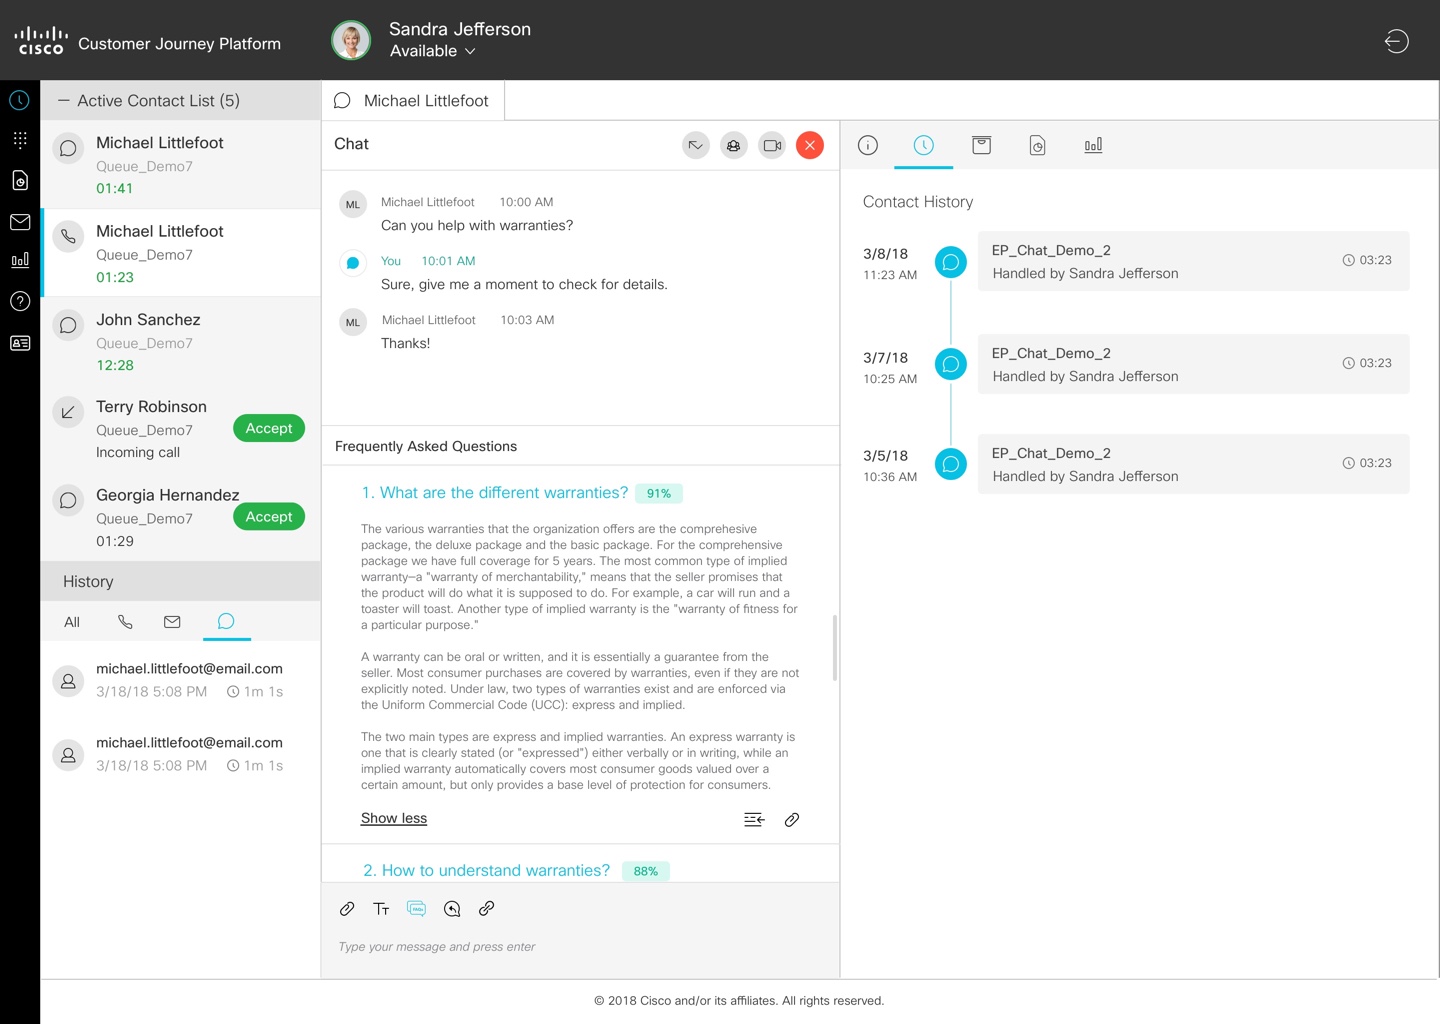 cisco
Customer Journey Platform
Sandra Jefferson
Available
Active Contact List (5)
Michael Littlefoot
Queue_Demo7
01:41
Michael Littlefoot
Queue_Demo7
01:23
John Sanchez
Queue_Demo7
12:28
Terry Robinson
Queue_Demo7
Accept
Incoming call
Georgia Hernandez
Queue_Demo7
Accept
01:29
History
All
michael.littlefoot@email.com
3/18/18 5:08 PM 1m 1s
michael.littlefoot@email.com
3/18/18 5:08 PM 1m 1s
Michael Littlefoot
Chat
ML
Michael Littlefoot 10:00 AM
Can you help with warranties?
You 10:01 AM
Sure, give me a moment to check for details.
ML
Michael Littlefoot 10:03 AM
Thanks!
Frequently Asked Questions
1. What are the different warranties? 91%
The various warranties that the organization offers are the comprehesive
package, the deluxe package and the basic package. For the comprehensive
package we have full coverage for 5 years. The most common type of implied
warranty—a "warranty of merchantability," means that the seller promises that
the product will do what it is supposed to do. For example, a car will run and a
toaster will toast. Another type of implied warranty is the "warranty of fitness for
a particular purpose."
A warranty can be oral or written, and it is essentially a guarantee from the
seller. Most consumer purchases are covered by warranties, even if they are not
explicitly noted. Under law, two types of warranties exist and are enforced via
the Uniform Commercial Code (UCC): express and implied.
The two main types are express and implied warranties. An express warranty is
one that is clearly stated (or "expressed") either verbally or in writing, while an
implied warranty automatically covers most consumer goods valued over a
certain amount, but only provides a base level of protection for consumers.
Show less
2. How to understand warranties? 88%
TT
FAQs
Type your message and press enter
Contact History
3/8/18
11:23 AM
EP_Chat_Demo_2
Handled by Sandra Jefferson
03:23
3/7/18
10:25 AM
EP_Chat_Demo_2
Handled by Sandra Jefferson
03:23
3/5/18
10:36 AM
EP_Chat_Demo_2
Handled by Sandra Jefferson
03:23
© 2018 Cisco and/or its affiliates. All rights reserved.